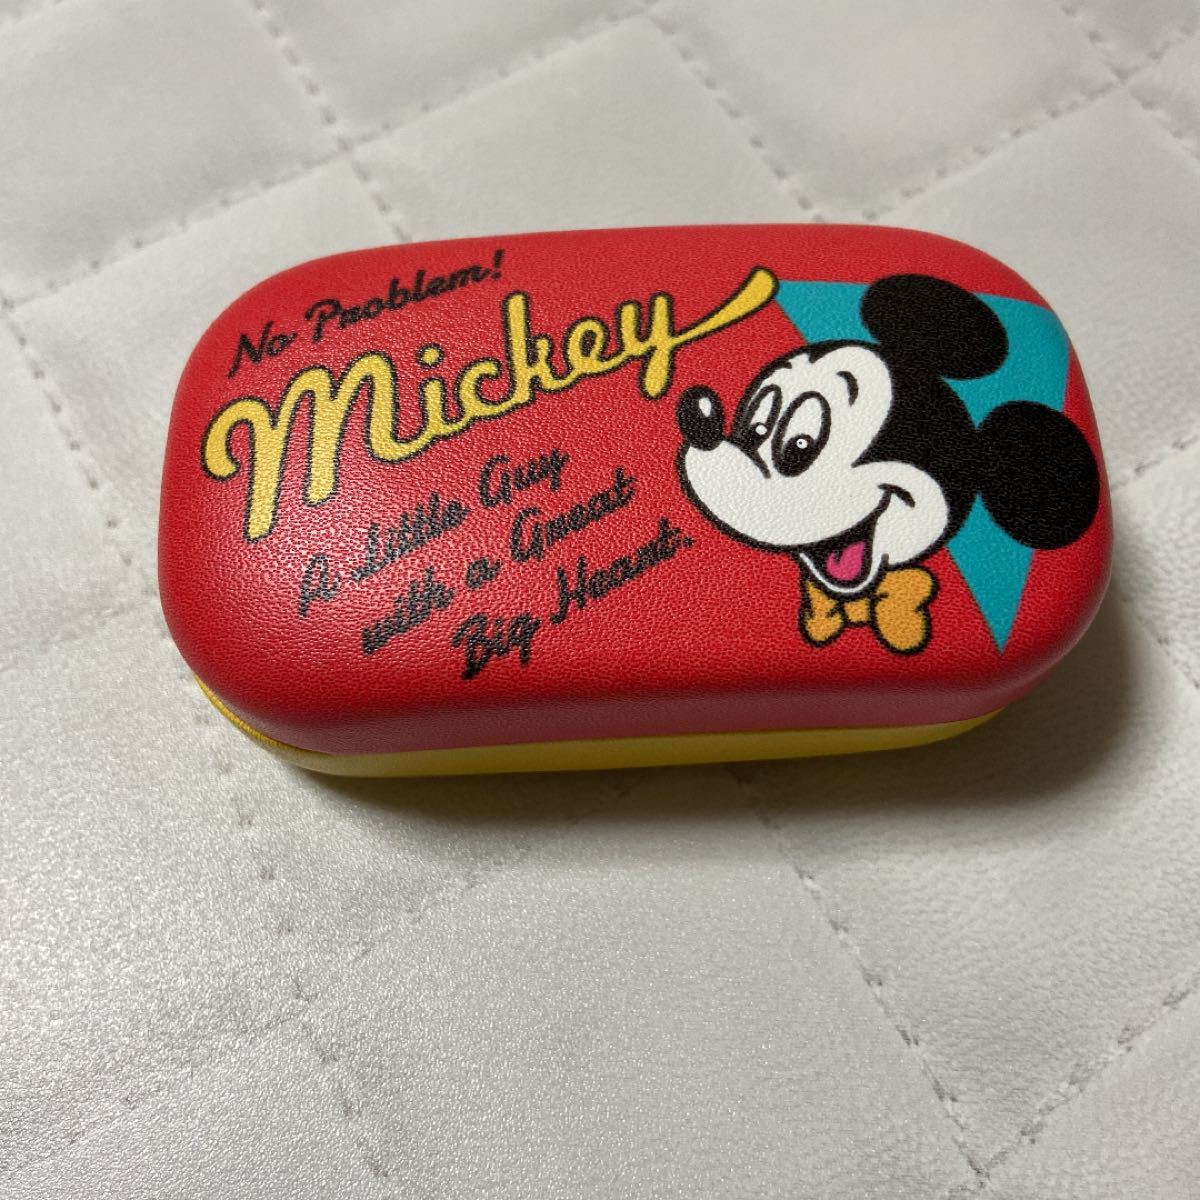 No Problem!
Mickey
A Little Guy
with a Great
Big Heart.